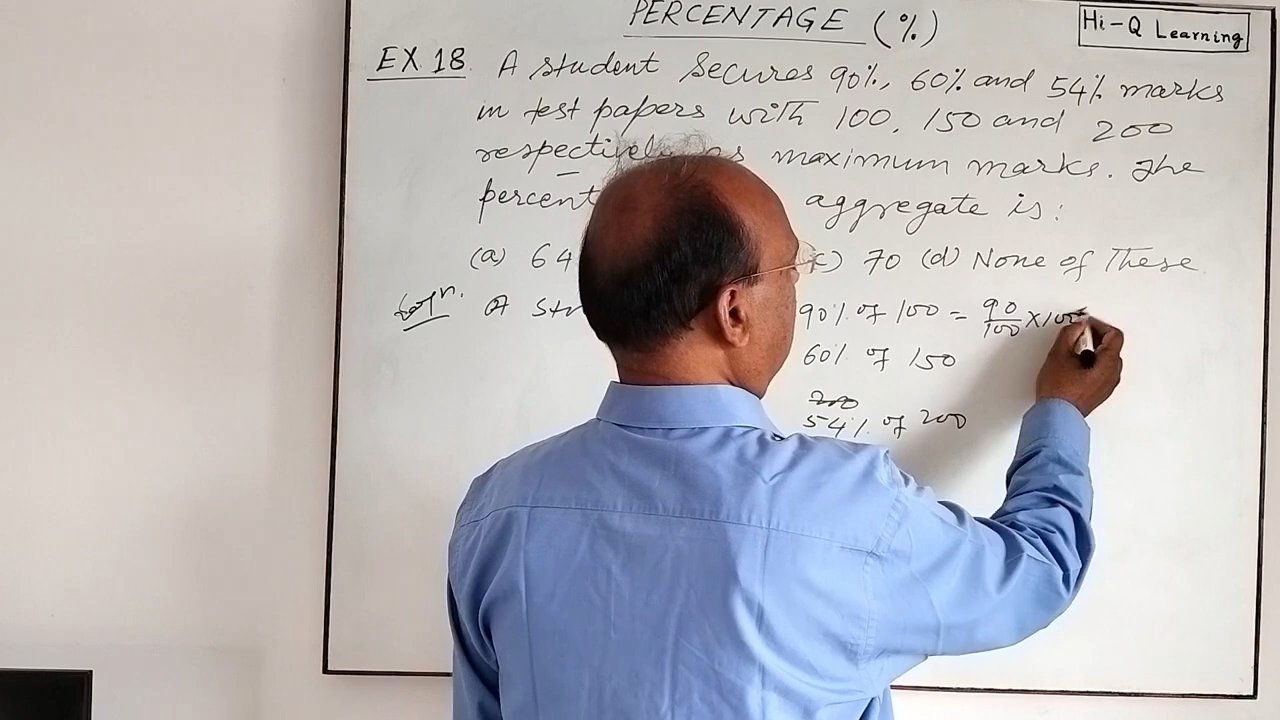 PERCENTAGE (%)
Hi-Q Learning
EX. 18 A student secures 90%, 60% and 54% marks
in test papers with 100, 150 and 200
respectively as maximum marks. The
percent aggregate is:
(a) 64 c) 70 (d) None of These
Solⁿ. A St
90% of 100 = 90/100 × 100
60% of 150
200
54% of 200